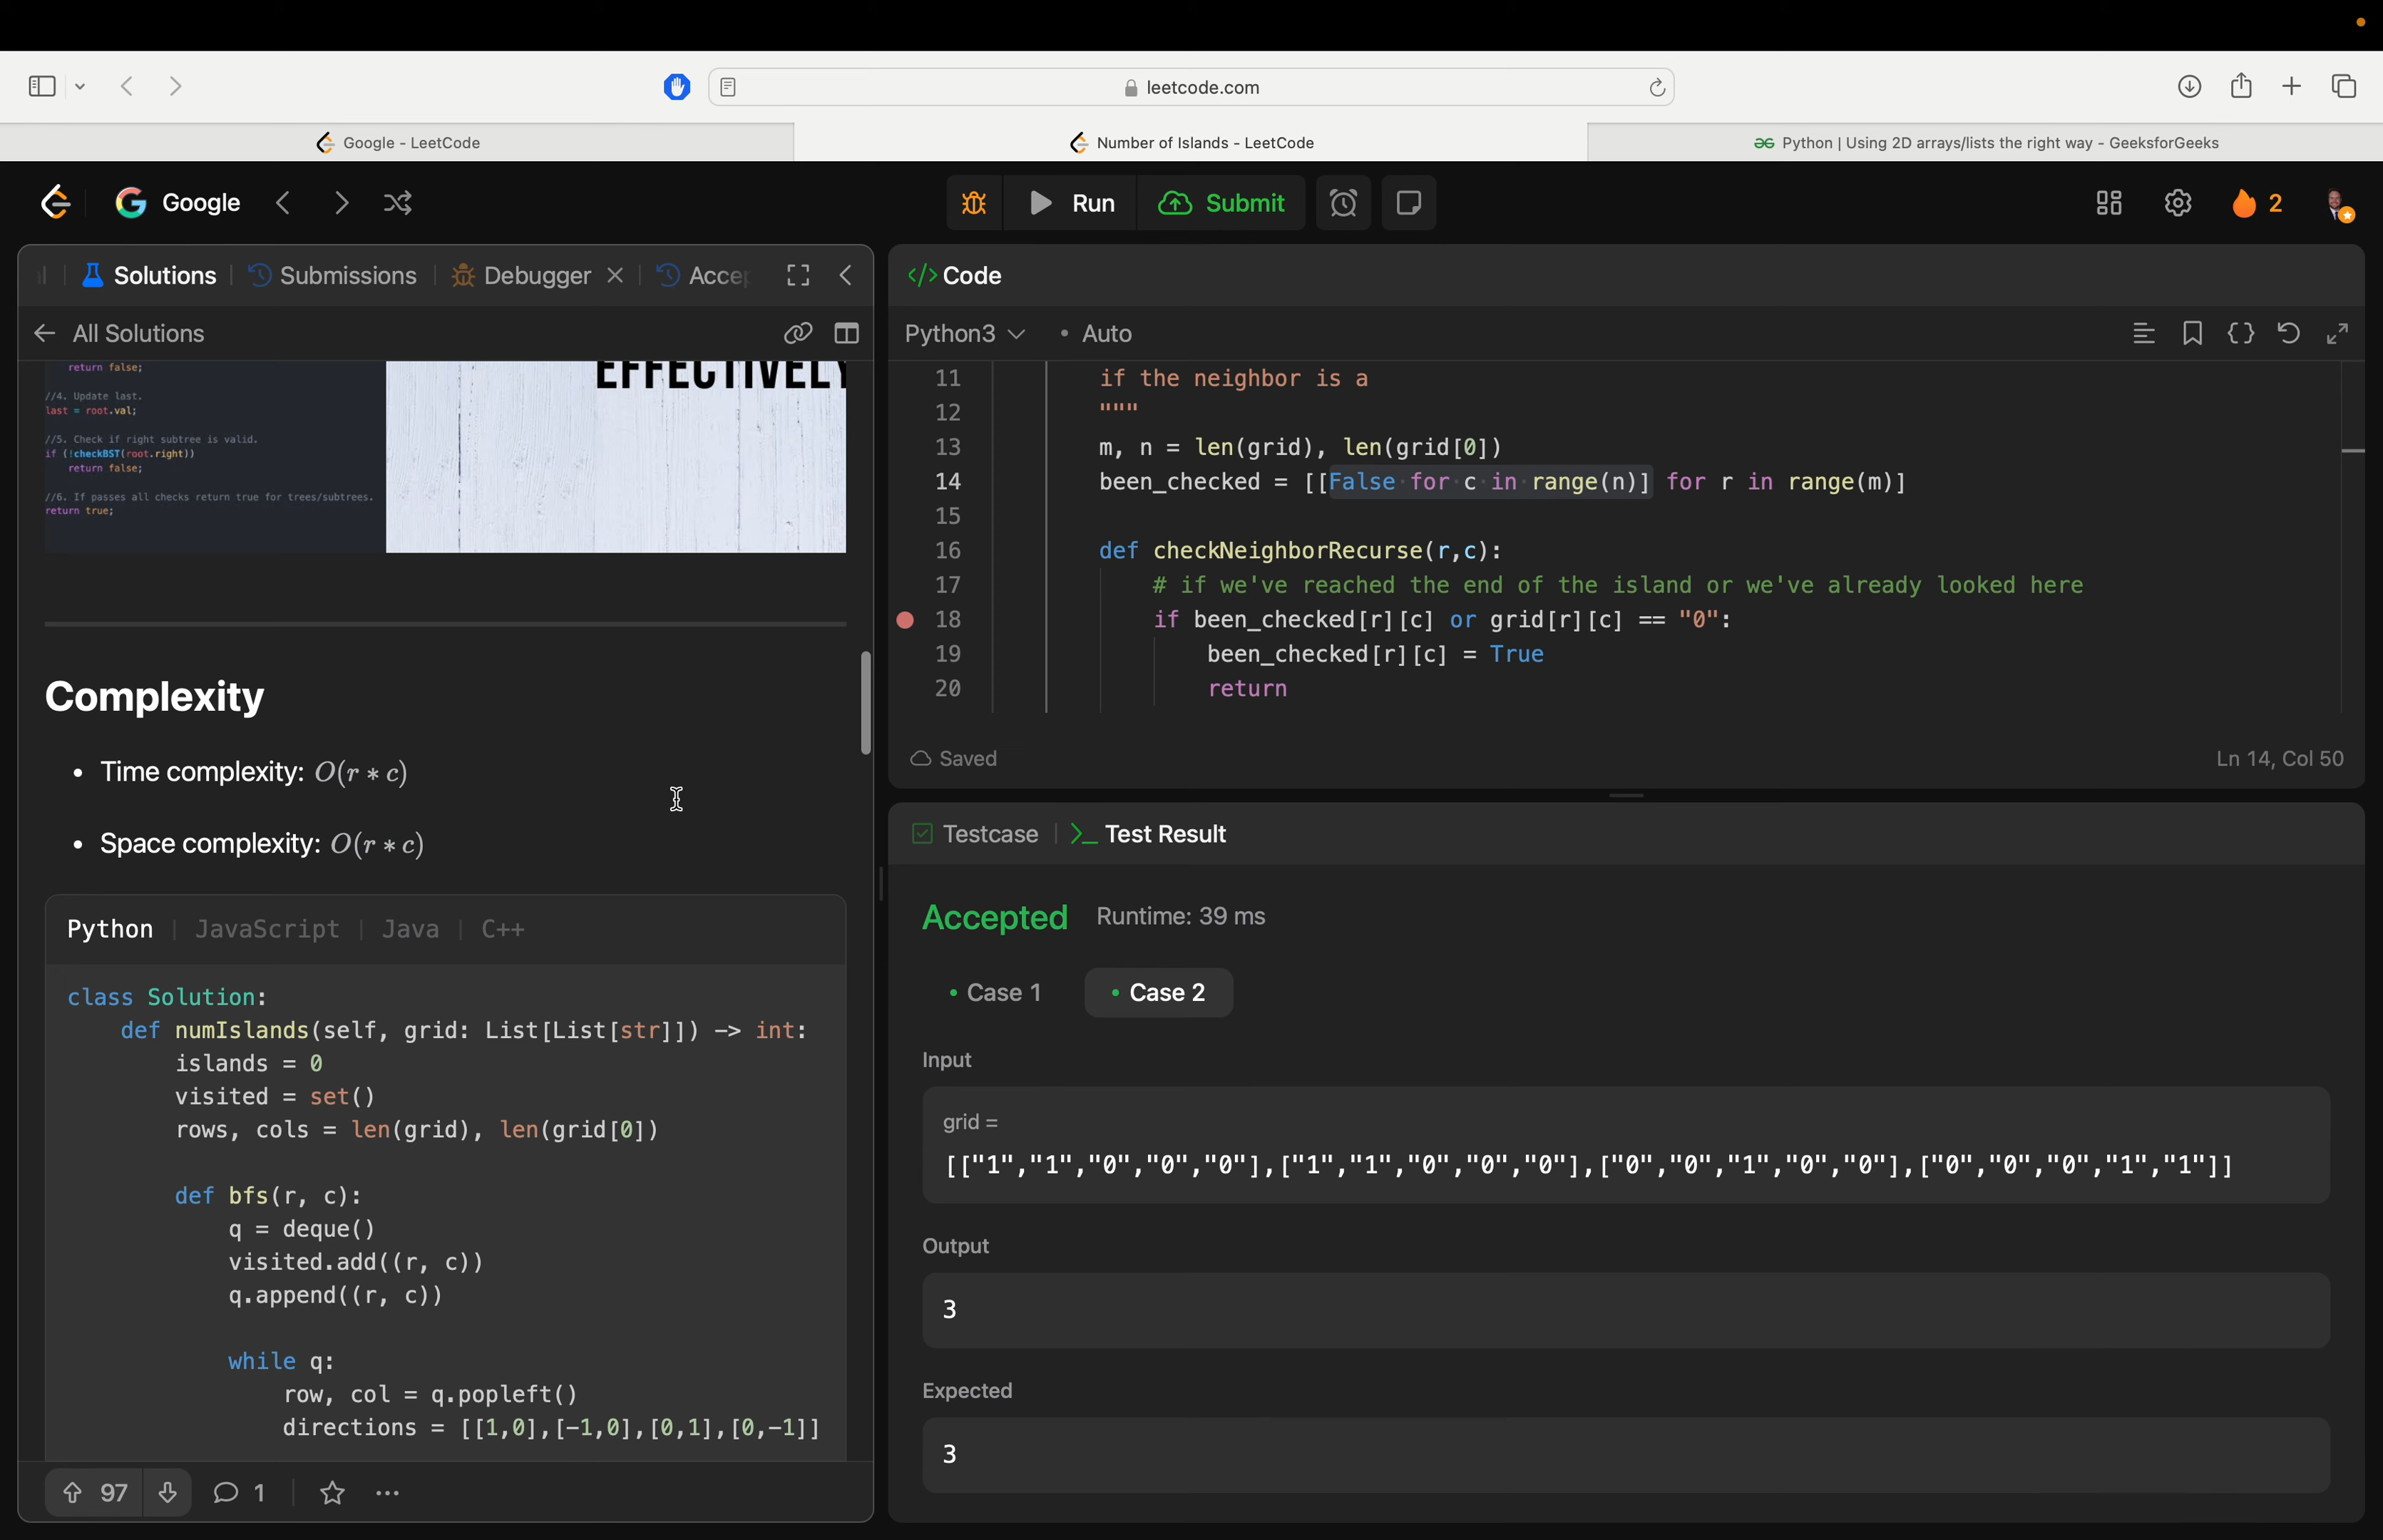 leetcode.com
Google - LeetCode
Number of Islands - LeetCode
Python | Using 2D arrays/lists the right way - GeeksforGeeks
Google
Run
Submit
2
Solutions
Submissions
Debugger
Accep
All Solutions
return false;
//4. Update last.
last = root.val;
//5. Check if right subtree is valid.
if (!checkBST(root.right))
return false;
//6. If passes all checks return true for trees/subtrees.
return true;
EFFECTIVELY
Complexity
• Time complexity: O(r * c)
• Space complexity: O(r * c)
Python | JavaScript | Java | C++
class Solution:
def numIslands(self, grid: List[List[str]]) -> int:
islands = 0
visited = set()
rows, cols = len(grid), len(grid[0])
def bfs(r, c):
q = deque()
visited.add((r, c))
q.append((r, c))
while q:
row, col = q.popleft()
directions = [[1,0],[-1,0],[0,1],[0,-1]]
97
1
</> Code
Python3
• Auto
11 if the neighbor is a
12 """
13 m, n = len(grid), len(grid[0])
14 been_checked = [[False for c in range(n)] for r in range(m)]
15
16 def checkNeighborRecurse(r,c):
17 # if we've reached the end of the island or we've already looked here
18 if been_checked[r][c] or grid[r][c] == "0":
19 been_checked[r][c] = True
20 return
Saved
Ln 14, Col 50
Testcase
>_ Test Result
Accepted Runtime: 39 ms
• Case 1
• Case 2
Input
grid =
[["1","1","0","0","0"],["1","1","0","0","0"],["0","0","1","0","0"],["0","0","0","1","1"]]
Output
3
Expected
3